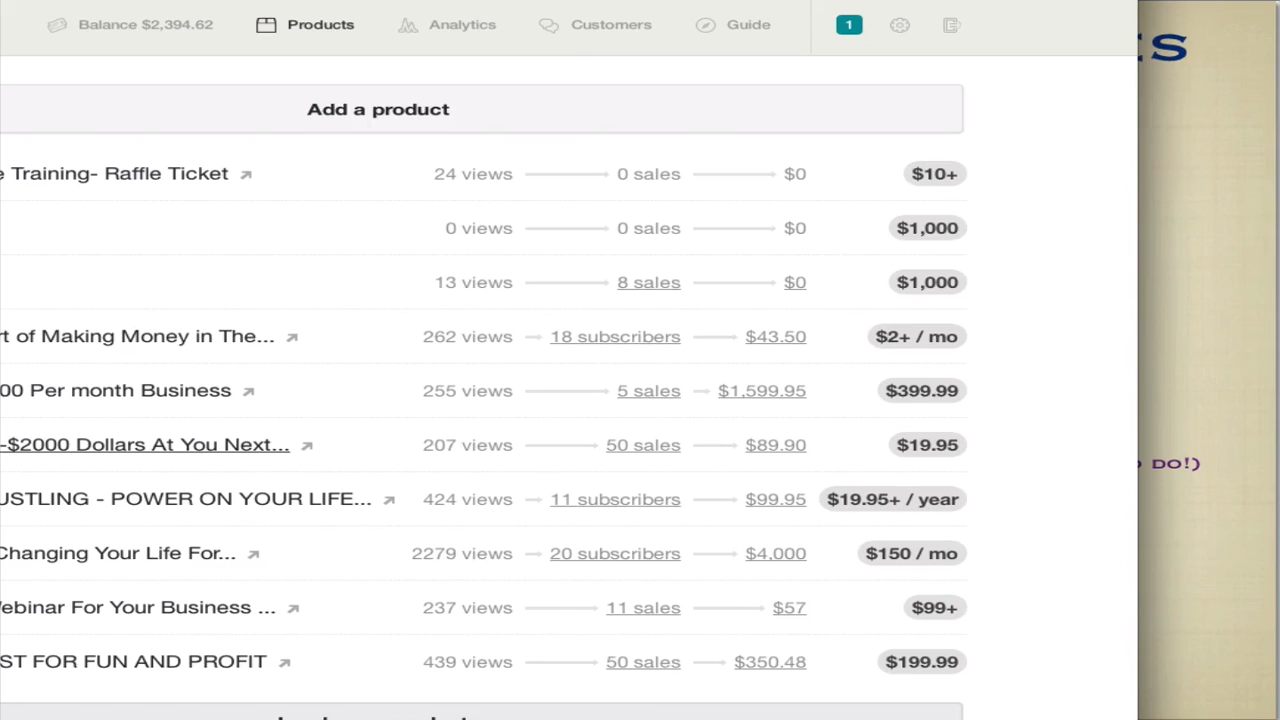 Balance $2,394.62 Products Analytics Customers Guide 1
ES
Add a product
e Training- Raffle Ticket 24 views 0 sales $0 $10+
0 views 0 sales $0 $1,000
13 views 8 sales $0 $1,000
rt of Making Money in The... 262 views 18 subscribers $43.50 $2+ / mo
00 Per month Business 255 views 5 sales $1,599.95 $399.99
-$2000 Dollars At You Next... 207 views 50 sales $89.90 $19.95
DO!)
USTLING - POWER ON YOUR LIFE... 424 views 11 subscribers $99.95 $19.95+ / year
Changing Your Life For... 2279 views 20 subscribers $4,000 $150 / mo
Webinar For Your Business ... 237 views 11 sales $57 $99+
ST FOR FUN AND PROFIT 439 views 50 sales $350.48 $199.99